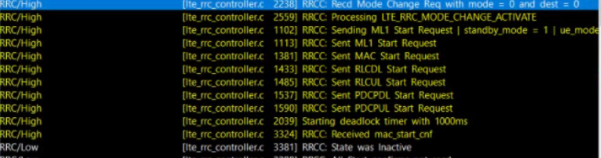 RRC/High [lte_rrc_controller.c 2238] RRCC: Recd Mode Change Req with mode = 0 and dest = 0
RRC/High [lte_rrc_controller.c 2559] RRCC: Processing LTE_RRC_MODE_CHANGE_ACTIVATE
RRC/High [lte_rrc_controller.c 1102] RRCC: Sending ML1 Start Request | standby_mode = 1 | ue_mode
RRC/High [lte_rrc_controller.c 1113] RRCC: Sent ML1 Start Request
RRC/High [lte_rrc_controller.c 1381] RRCC: Sent MAC Start Request
RRC/High [lte_rrc_controller.c 1433] RRCC: Sent RLCDL Start Request
RRC/High [lte_rrc_controller.c 1485] RRCC: Sent RLCUL Start Request
RRC/High [lte_rrc_controller.c 1537] RRCC: Sent PDCPDL Start Request
RRC/High [lte_rrc_controller.c 1590] RRCC: Sent PDCPUL Start Request
RRC/High [lte_rrc_controller.c 2039] Starting deadlock timer with 1000ms
RRC/High [lte_rrc_controller.c 3324] RRCC: Received mac_start_cnf
RRC/Low [lte_rrc_controller.c 3381] RRCC: State was Inactive